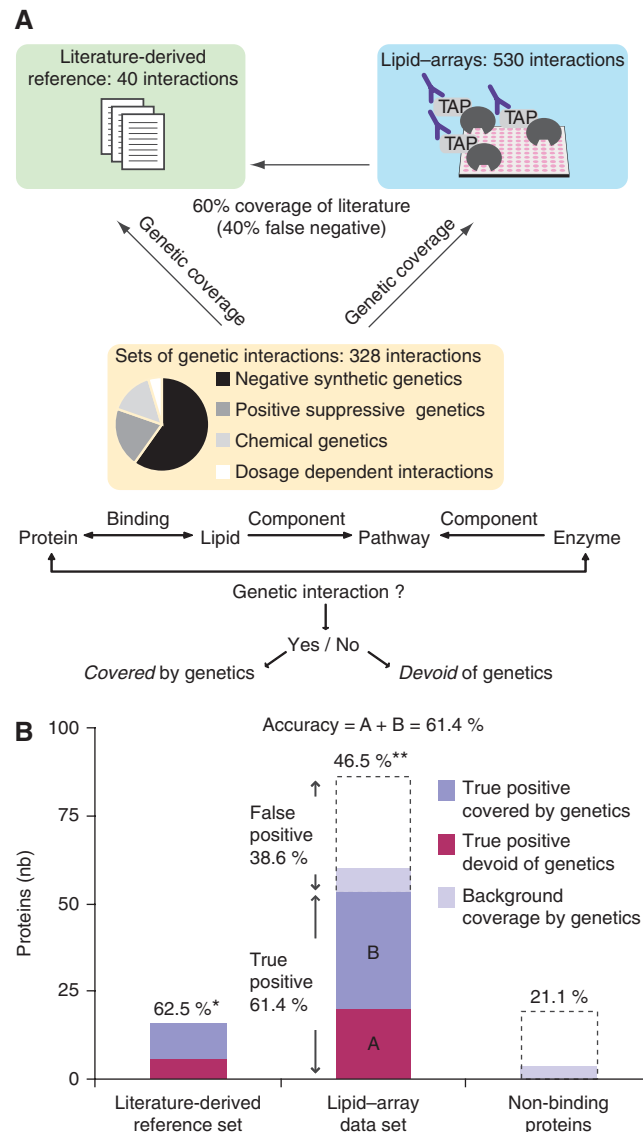 A
Literature-derived
reference: 40 interactions
Lipid–arrays: 530 interactions
TAP
TAP
TAP
60% coverage of literature
(40% false negative)
Genetic coverage
Genetic coverage
Sets of genetic interactions: 328 interactions
Negative synthetic genetics
Positive suppressive genetics
Chemical genetics
Dosage dependent interactions
Protein
Binding
Lipid
Component
Pathway
Component
Enzyme
Genetic interaction ?
Yes / No
Covered by genetics
Devoid of genetics
B
Accuracy = A + B = 61.4 %
Proteins (nb)
100
75
50
25
0
62.5 %*
46.5 %**
21.1 %
False
positive
38.6 %
True
positive
61.4 %
B
A
True positive
covered by genetics
True positive
devoid of genetics
Background
coverage by genetics
Literature-derived
reference set
Lipid–array
data set
Non-binding
proteins